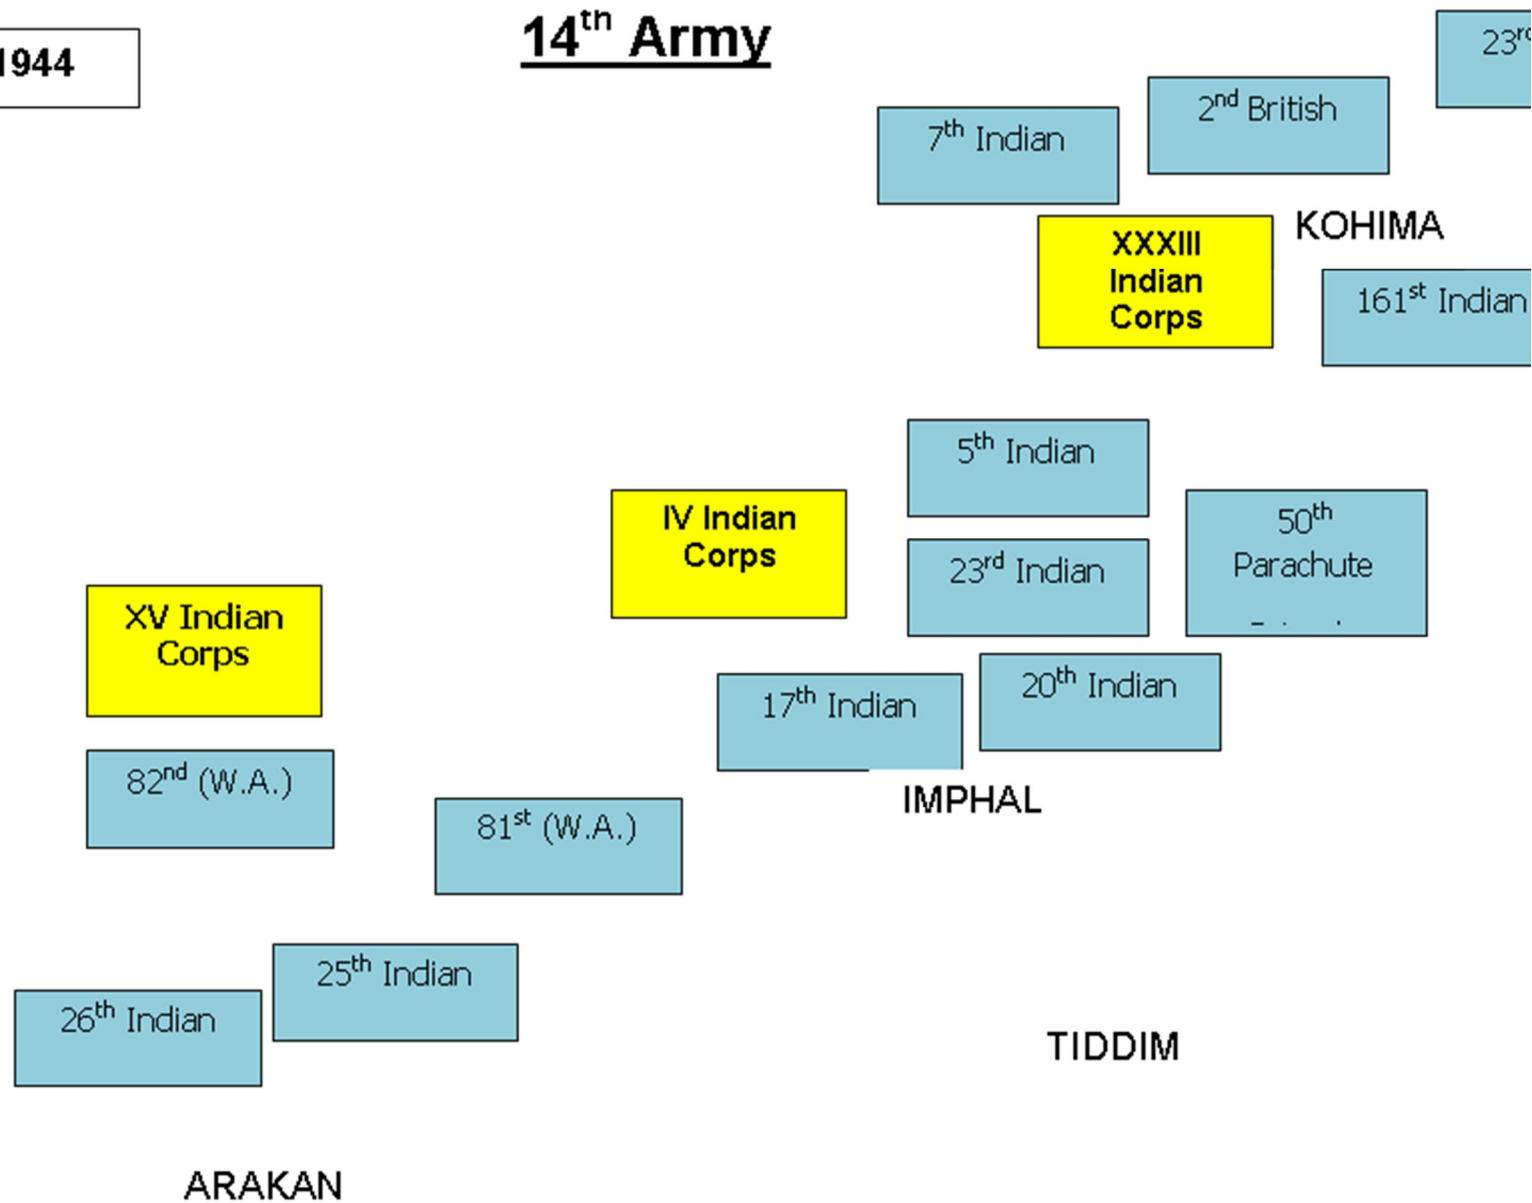 1944
14th Army
23rd
7th Indian
2nd British
KOHIMA
XXXIII
Indian
Corps
161st Indian
5th Indian
IV Indian
Corps
50th
Parachute
23rd Indian
XV Indian
Corps
17th Indian
20th Indian
82nd (W.A.)
81st (W.A.)
IMPHAL
25th Indian
26th Indian
TIDDIM
ARAKAN